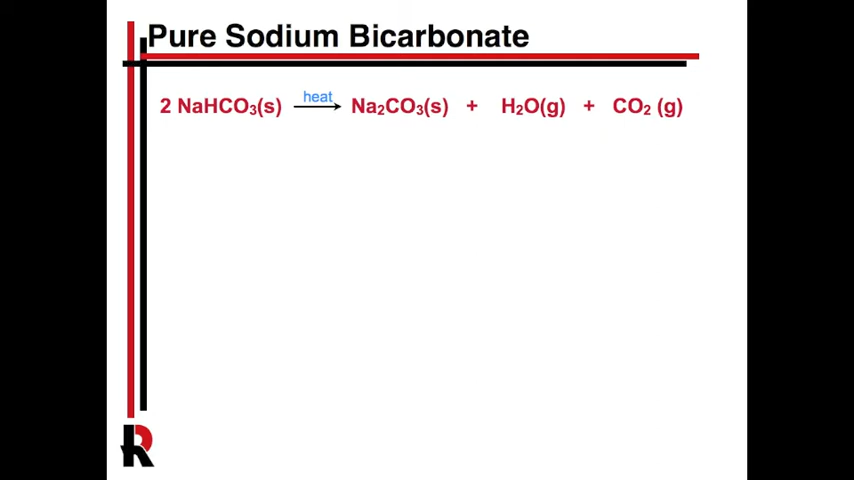 Pure Sodium Bicarbonate
heat
2 NaHCO₃(s) ⟶ Na₂CO₃(s) + H₂O(g) + CO₂ (g)